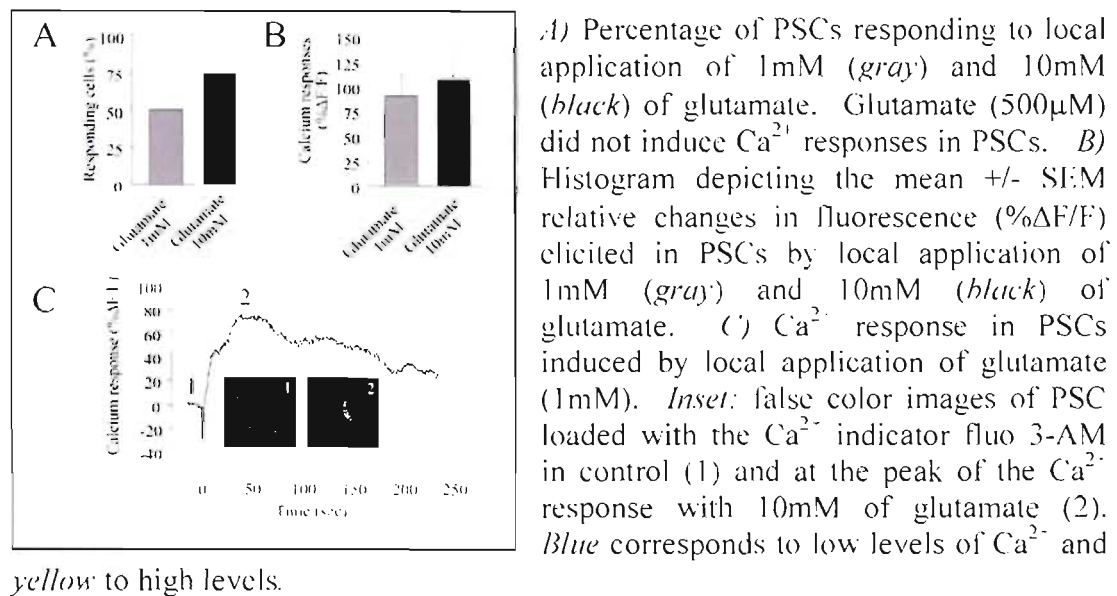 A
B
100
75
50
25
0
Responding cells (%)
Glutamate 1mM
Glutamate 10mM
150
125
100
75
50
25
0
Calcium responses (%ΔF/F)
Glutamate 1mM
Glutamate 10mM
C
100
80
60
40
20
0
-20
-40
Calcium response (%ΔF/F)
1
2
1
2
0 50 100 150 200 250
Time (sec)
A) Percentage of PSCs responding to local
application of 1mM (gray) and 10mM
(black) of glutamate. Glutamate (500μM)
did not induce Ca²⁺ responses in PSCs. B)
Histogram depicting the mean +/- SEM
relative changes in fluorescence (%ΔF/F)
elicited in PSCs by local application of
1mM (gray) and 10mM (black) of
glutamate. C) Ca²⁺ response in PSCs
induced by local application of glutamate
(1mM). Inset: false color images of PSC
loaded with the Ca²⁺ indicator fluo 3-AM
in control (1) and at the peak of the Ca²⁺
response with 10mM of glutamate (2).
Blue corresponds to low levels of Ca²⁺ and
yellow to high levels.